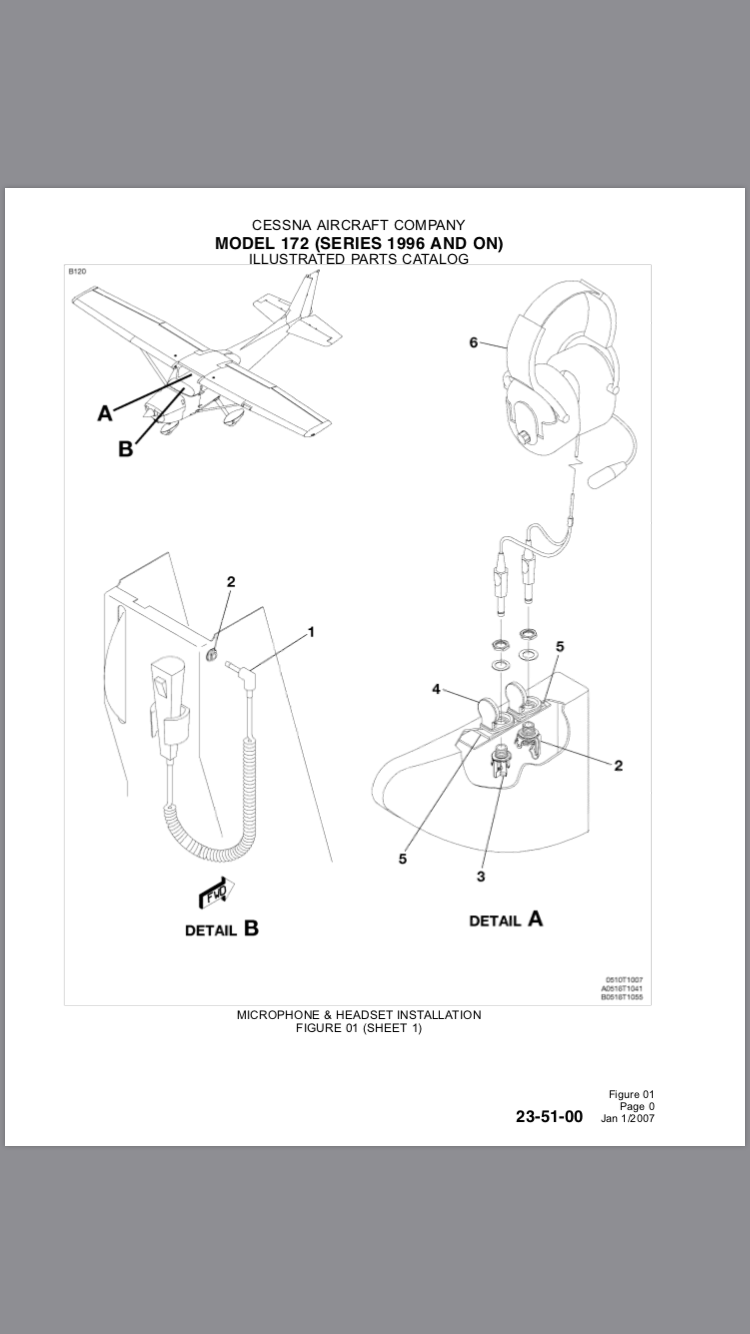 CESSNA AIRCRAFT COMPANY
MODEL 172 (SERIES 1996 AND ON)
ILLUSTRATED PARTS CATALOG
B120
A
B
6
2
1
5
4
2
5
3
FWD
DETAIL B
DETAIL A
0510T1007
A0518T1041
B0518T1055
MICROPHONE & HEADSET INSTALLATION
FIGURE 01 (SHEET 1)
Figure 01
Page 0
23-51-00 Jan 1/2007